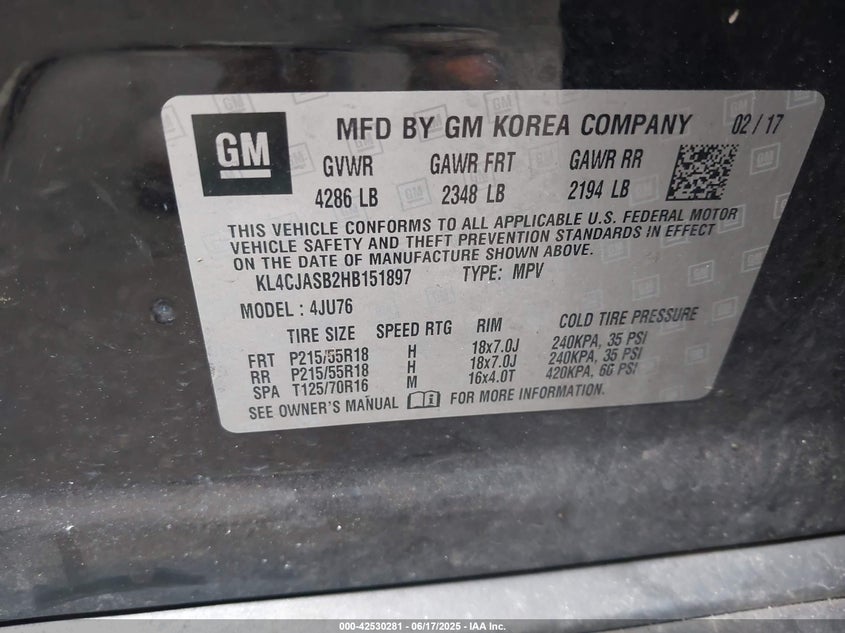 GM
MFD BY GM KOREA COMPANY 02/17
GVWR GAWR FRT GAWR RR
4286 LB 2348 LB 2194 LB
THIS VEHICLE CONFORMS TO ALL APPLICABLE U.S. FEDERAL MOTOR
VEHICLE SAFETY AND THEFT PREVENTION STANDARDS IN EFFECT
ON THE DATE OF MANUFACTURE SHOWN ABOVE.
KL4CJASB2HB151897 TYPE: MPV
MODEL : 4JU76
TIRE SIZE SPEED RTG RIM COLD TIRE PRESSURE
FRT P215/55R18 H 18x7.0J 240KPA, 35 PSI
RR P215/55R18 H 18x7.0J 240KPA, 35 PSI
SPA T125/70R16 M 16x4.0T 420KPA, 60 PSI
SEE OWNER'S MANUAL FOR MORE INFORMATION.
000-42530281 - 06/17/2025 - IAA Inc.